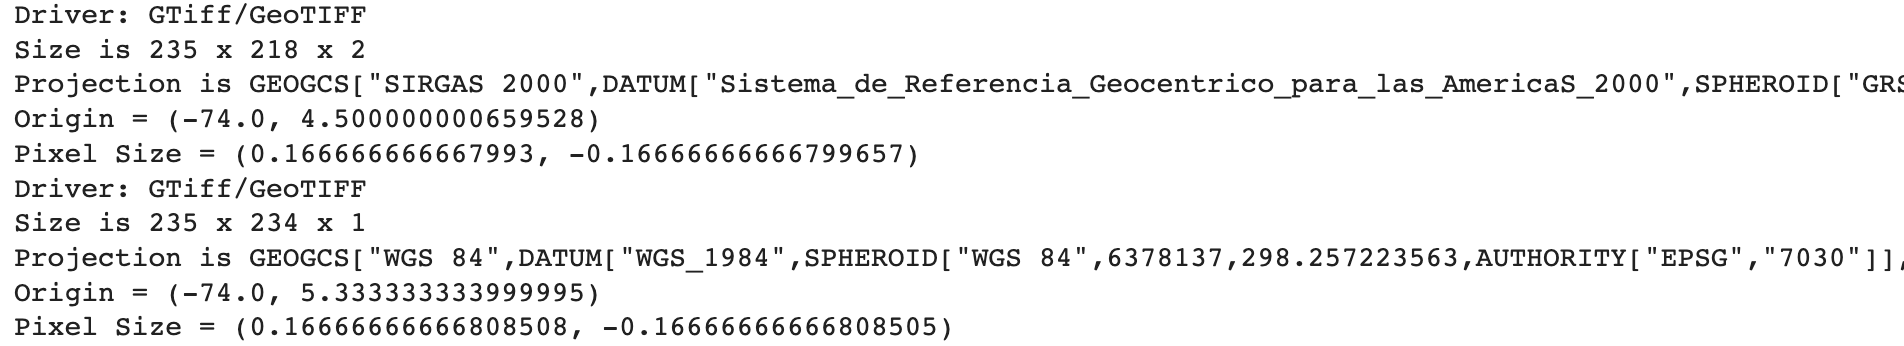 Driver: GTiff/GeoTIFF
Size is 235 x 218 x 2
Projection is GEOGCS["SIRGAS 2000",DATUM["Sistema_de_Referencia_Geocentrico_para_las_AmericaS_2000",SPHEROID["GRS
Origin = (-74.0, 4.500000000659528)
Pixel Size = (0.166666666667993, -0.16666666666799657)
Driver: GTiff/GeoTIFF
Size is 235 x 234 x 1
Projection is GEOGCS["WGS 84",DATUM["WGS_1984",SPHEROID["WGS 84",6378137,298.257223563,AUTHORITY["EPSG","7030"]],
Origin = (-74.0, 5.333333333999995)
Pixel Size = (0.16666666666808508, -0.16666666666808505)